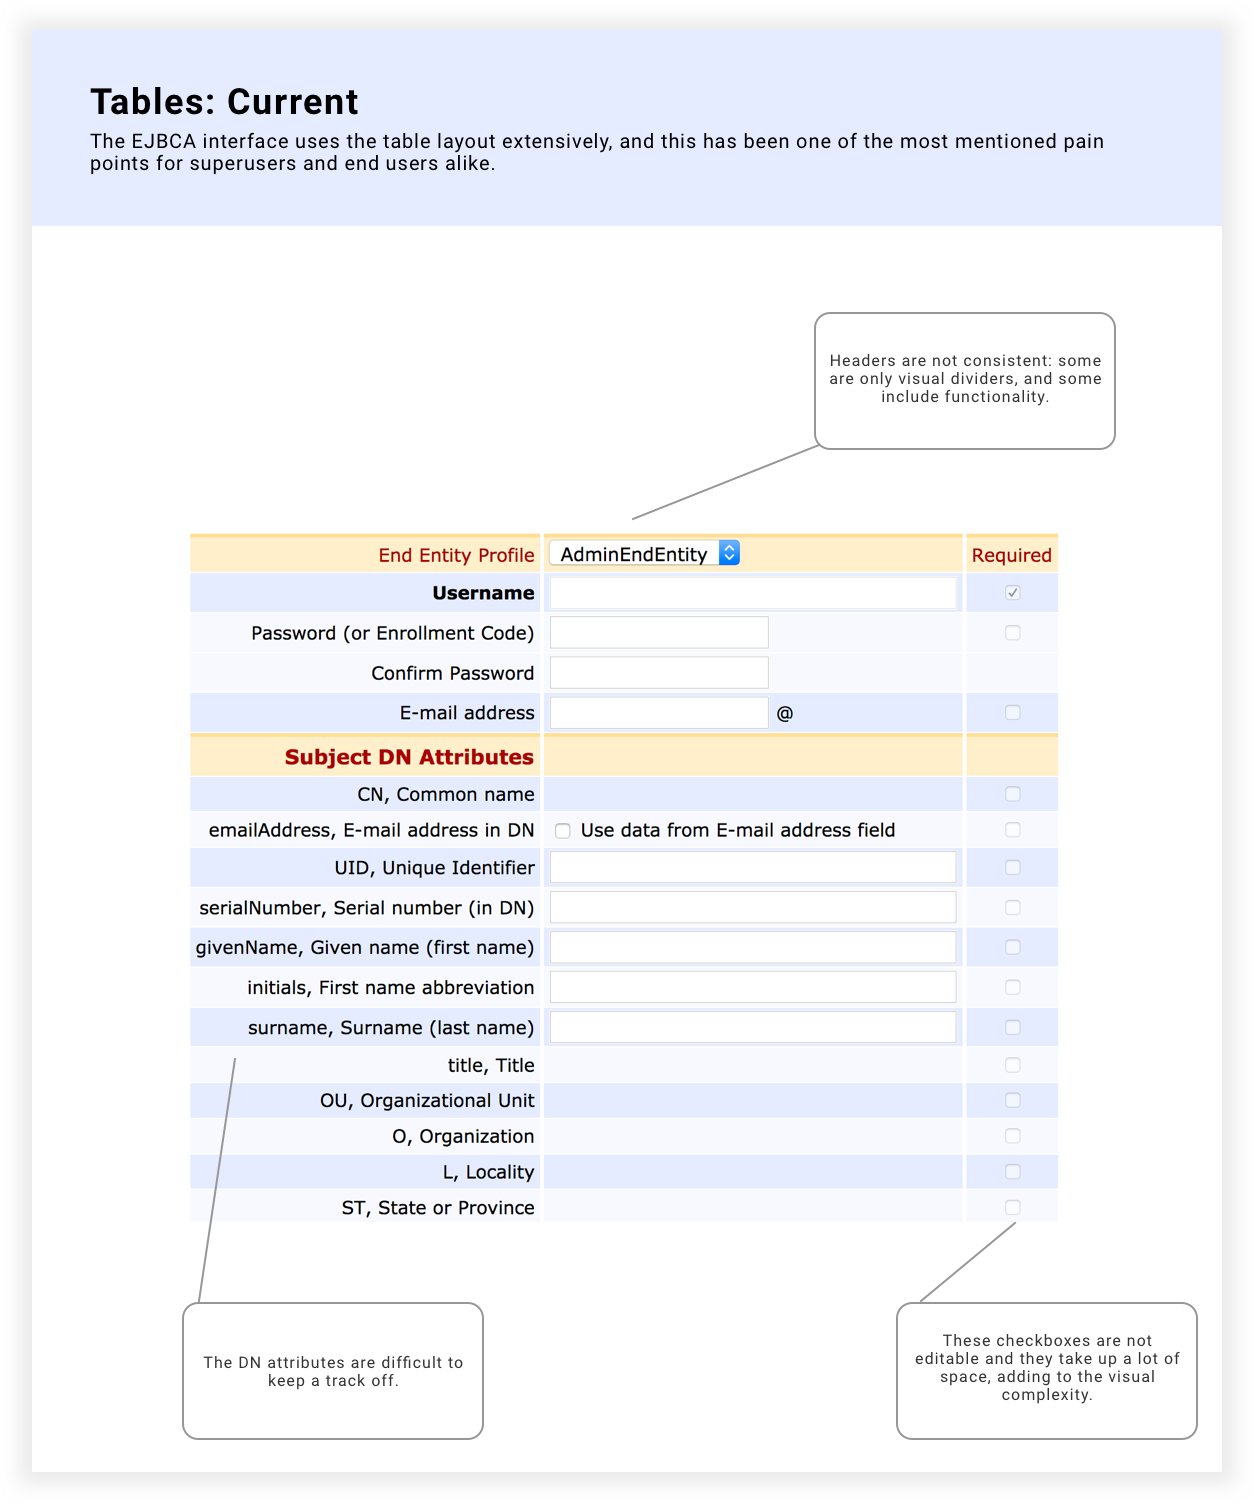 Tables: Current
The EJBCA interface uses the table layout extensively, and this has been one of the most mentioned pain
points for superusers and end users alike.
Headers are not consistent: some
are only visual dividers, and some
include functionality.
End Entity Profile AdminEndEntity Required
Username
Password (or Enrollment Code)
Confirm Password
E-mail address @
Subject DN Attributes
CN, Common name
emailAddress, E-mail address in DN Use data from E-mail address field
UID, Unique Identifier
serialNumber, Serial number (in DN)
givenName, Given name (first name)
initials, First name abbreviation
surname, Surname (last name)
title, Title
OU, Organizational Unit
O, Organization
L, Locality
ST, State or Province
The DN attributes are difficult to
keep a track off.
These checkboxes are not
editable and they take up a lot of
space, adding to the visual
complexity.